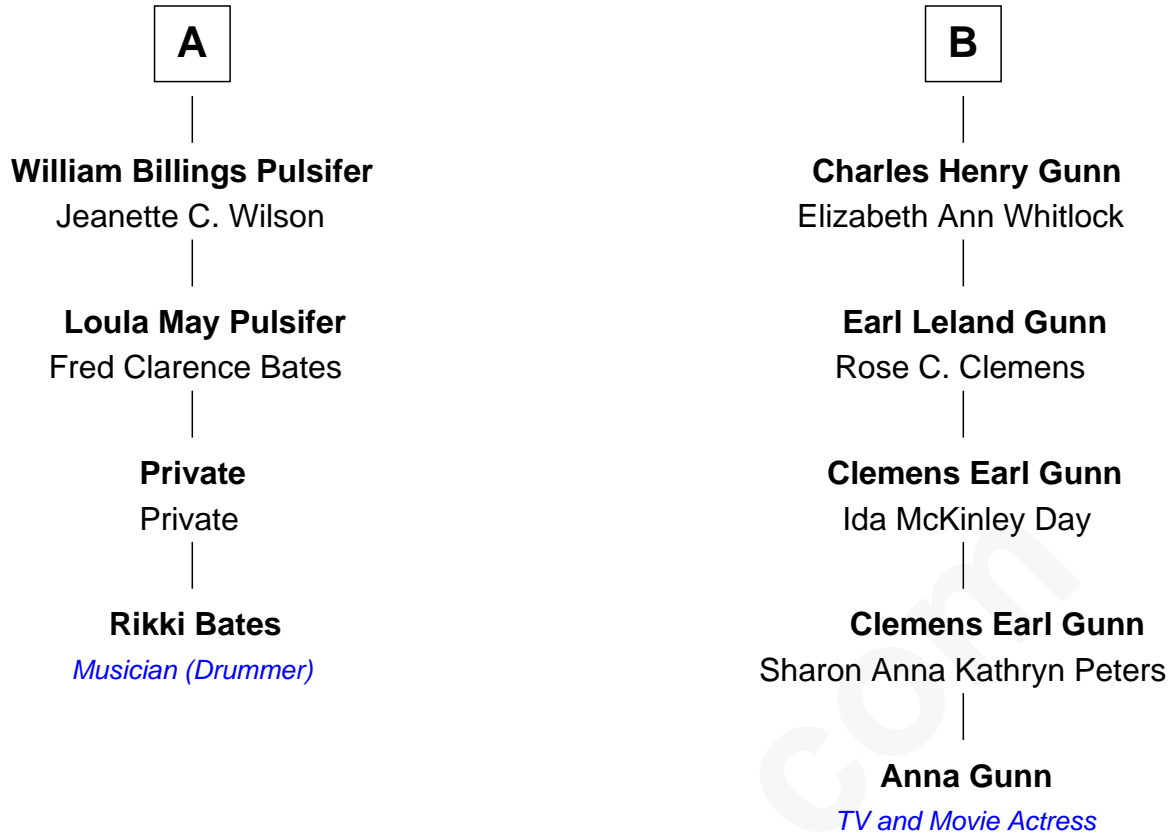 A
William Billings Pulsifer
Jeanette C. Wilson
Loula May Pulsifer
Fred Clarence Bates
Private
Private
Rikki Bates
Musician (Drummer)
B
Charles Henry Gunn
Elizabeth Ann Whitlock
Earl Leland Gunn
Rose C. Clemens
Clemens Earl Gunn
Ida McKinley Day
Clemens Earl Gunn
Sharon Anna Kathryn Peters
Anna Gunn
TV and Movie Actress
com